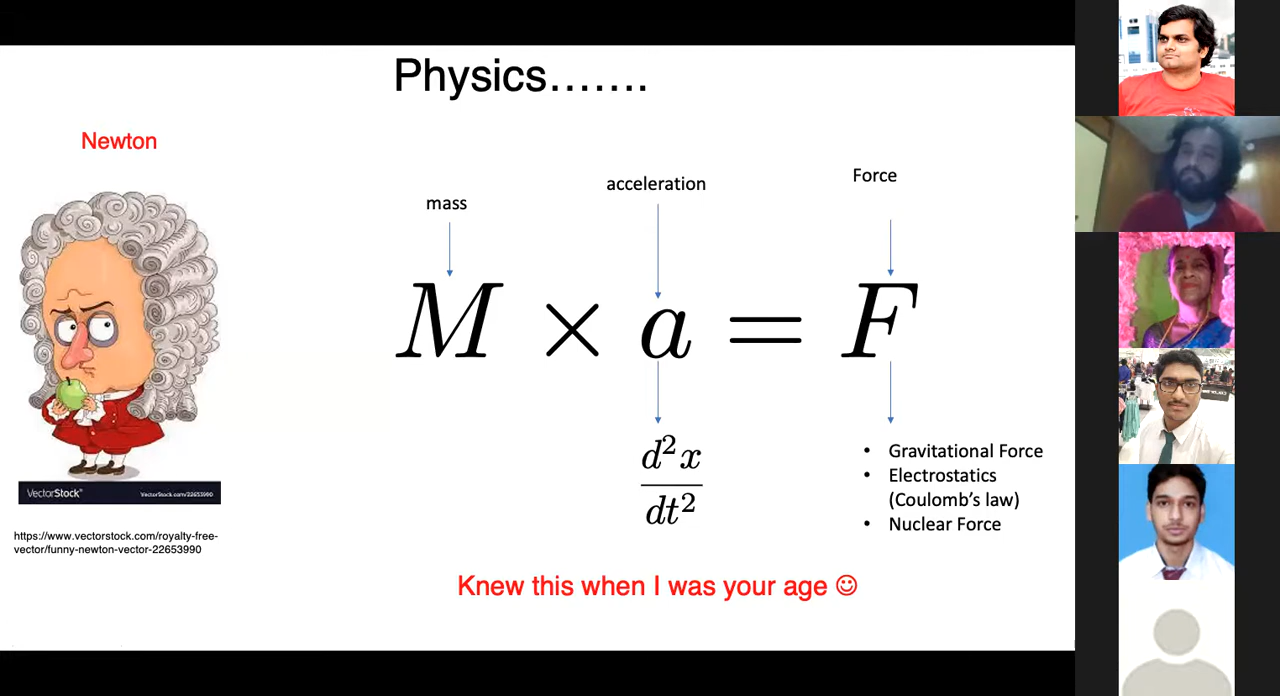 Physics…….
Newton
mass
acceleration
Force
M × a = F
d²x
dt²
• Gravitational Force
• Electrostatics
(Coulomb’s law)
• Nuclear Force
VectorStock®
VectorStock.com/22653990
https://www.vectorstock.com/royalty-free-
vector/funny-newton-vector-22653990
Knew this when I was your age ☺